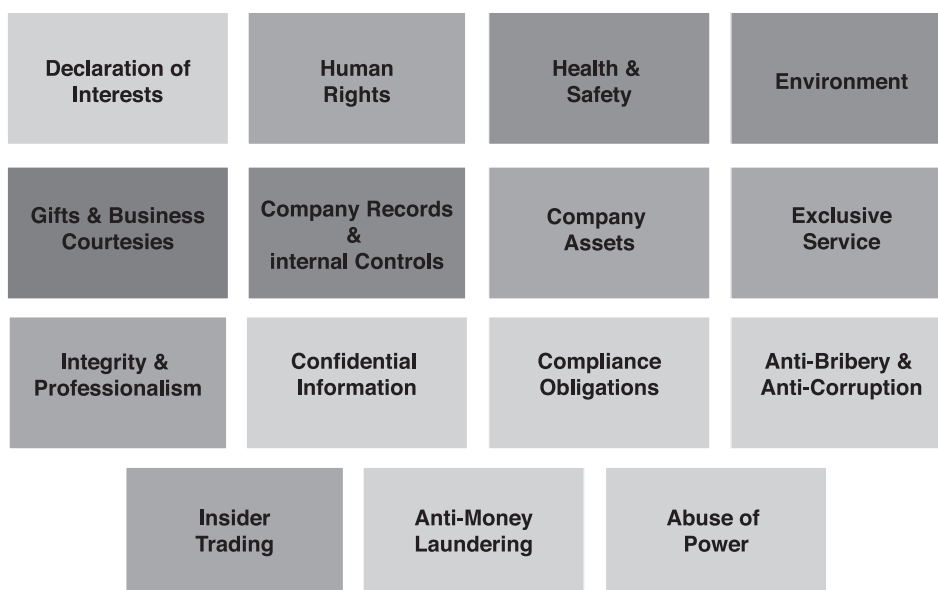 Declaration of
Interests
Human
Rights
Health &
Safety
Environment
Gifts & Business
Courtesies
Company Records
&
internal Controls
Company
Assets
Exclusive
Service
Integrity &
Professionalism
Confidential
Information
Compliance
Obligations
Anti-Bribery &
Anti-Corruption
Insider
Trading
Anti-Money
Laundering
Abuse of
Power